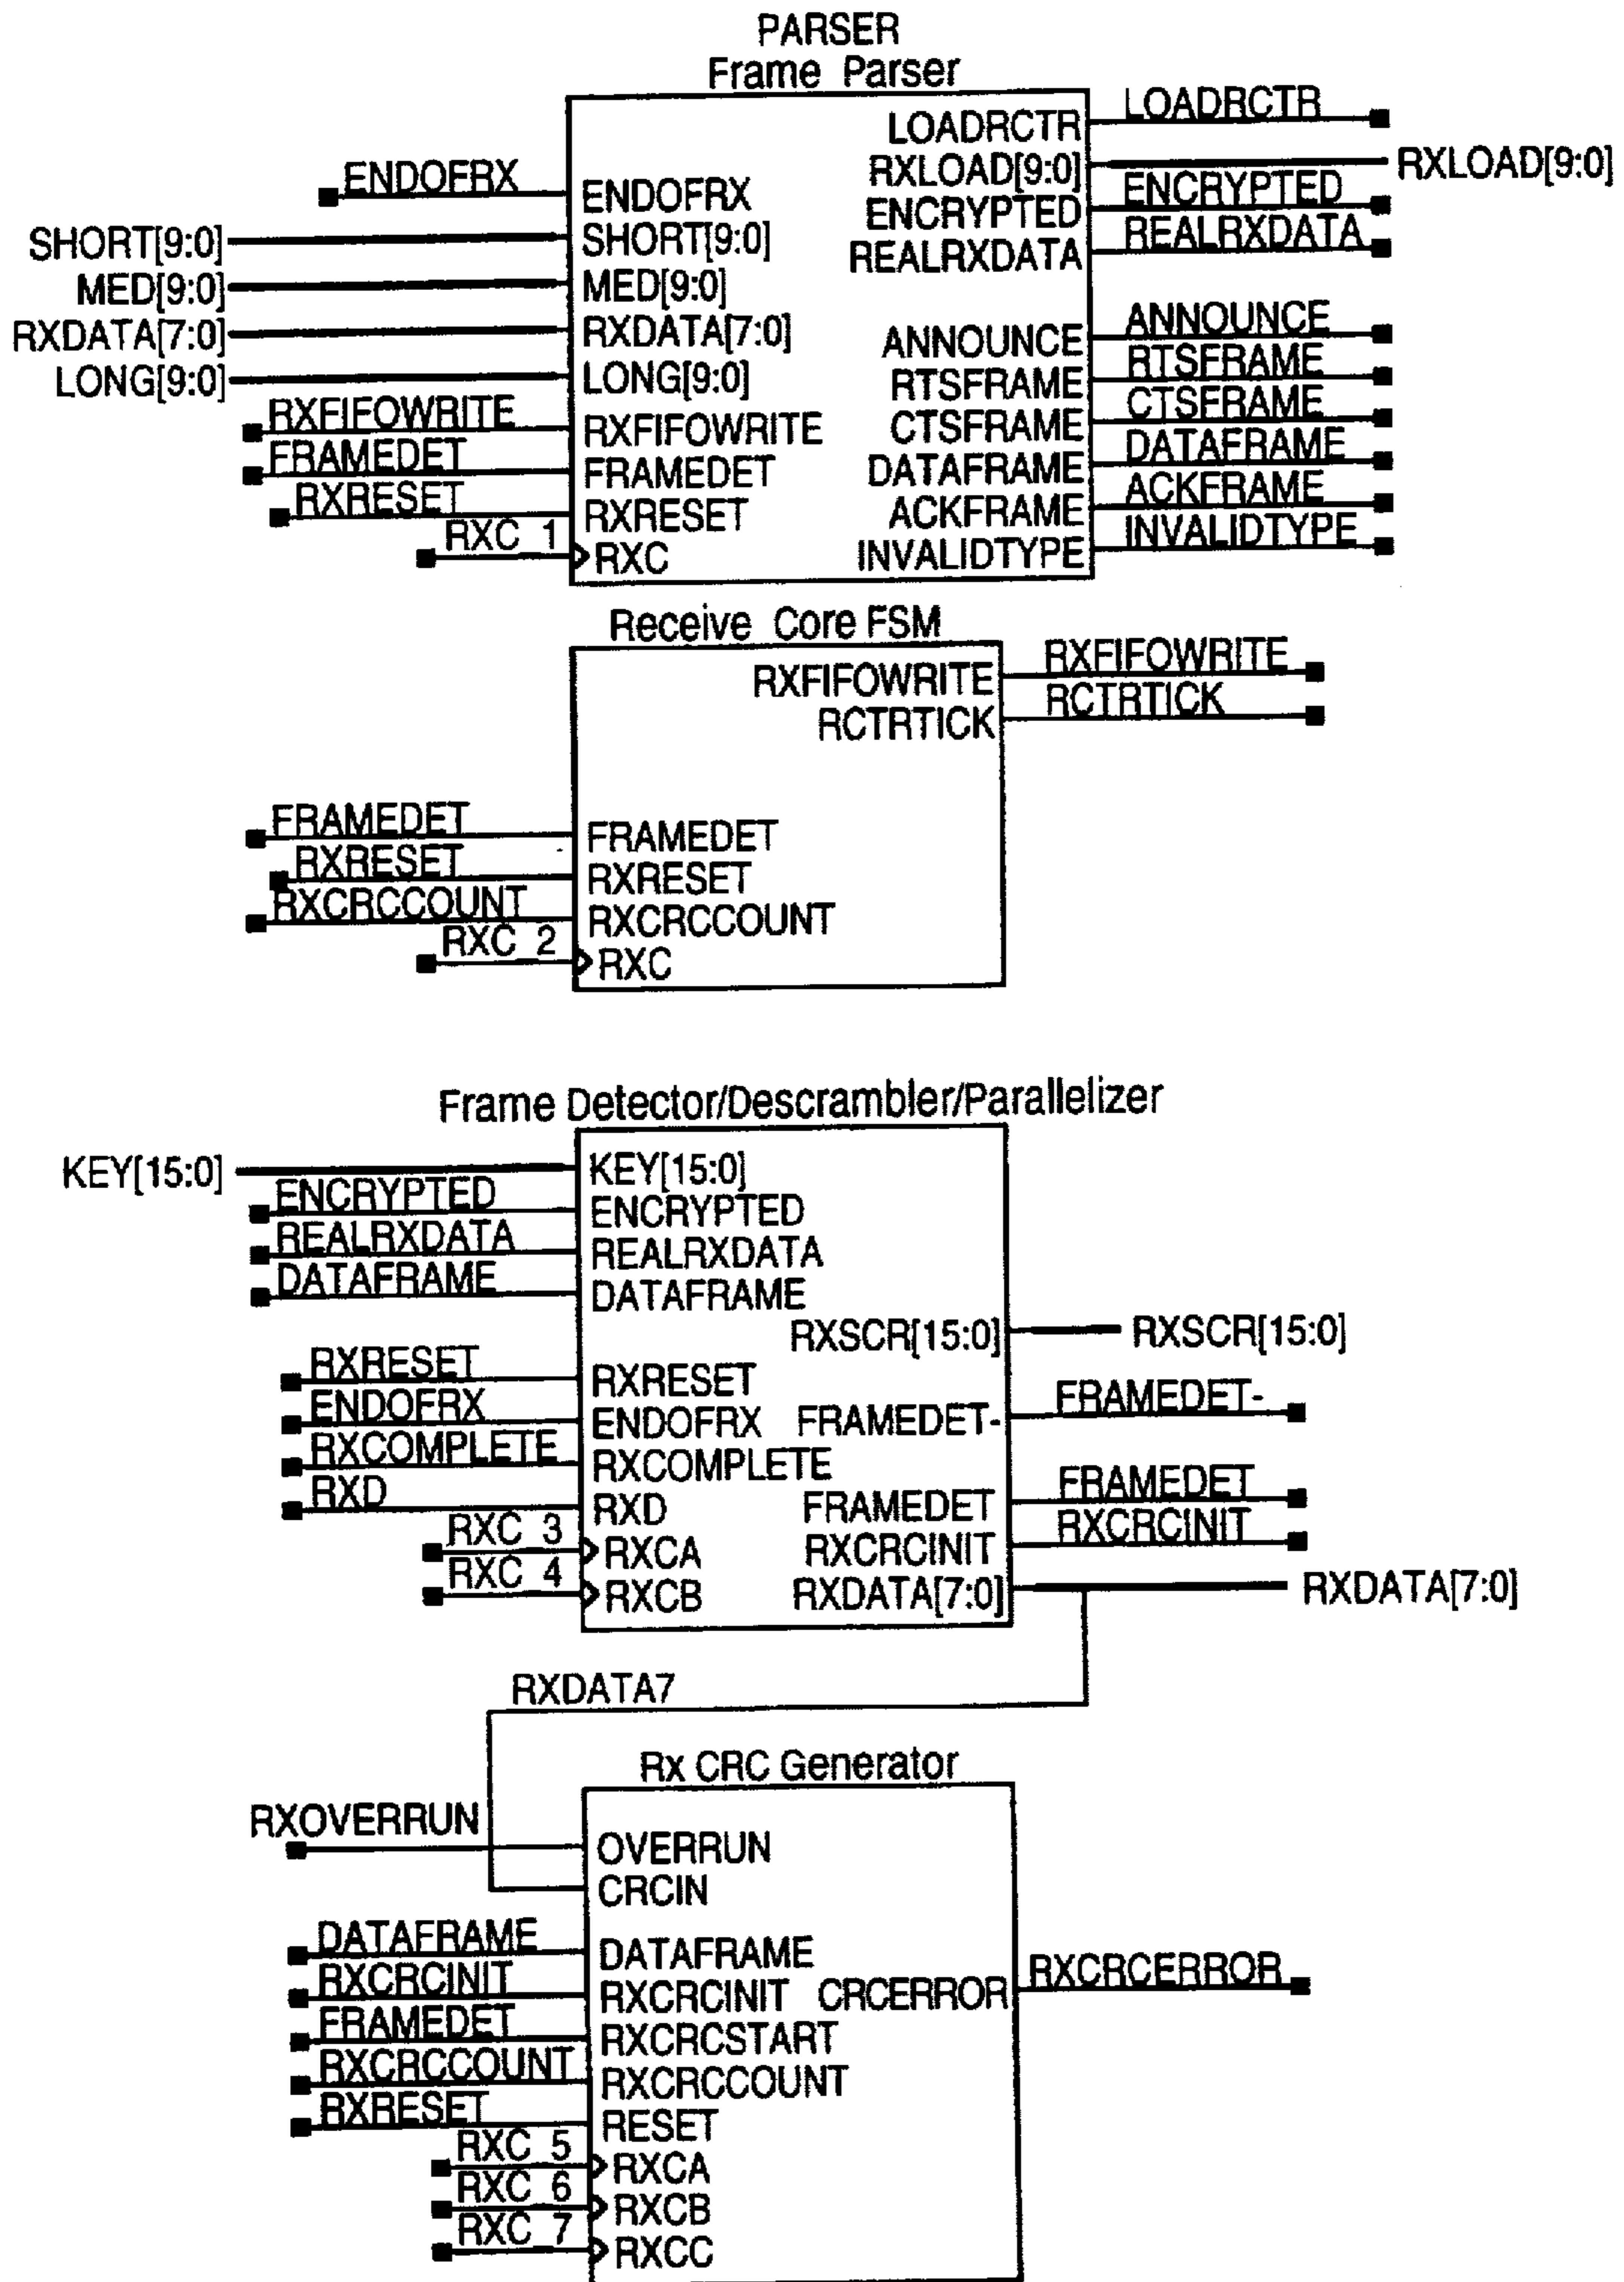 PARSER
Frame Parser
LOADRCTR LOADRCTR
RXLOAD[9:0] RXLOAD[9:0]
ENDOFRX ENDOFRX ENCRYPTED ENCRYPTED
SHORT[9:0] SHORT[9:0] REALRXDATA REALRXDATA
MED[9:0] MED[9:0]
RXDATA[7:0] RXDATA[7:0] ANNOUNCE ANNOUNCE
LONG[9:0] LONG[9:0] RTSFRAME RTSFRAME
RXFIFOWRITE RXFIFOWRITE CTSFRAME CTSFRAME
FRAMEDET FRAMEDET DATAFRAME DATAFRAME
RXRESET RXRESET ACKFRAME ACKFRAME
RXC 1 RXC INVALIDTYPE INVALIDTYPE
Receive Core FSM
RXFIFOWRITE RXFIFOWRITE
RCTRTICK RCTRTICK
FRAMEDET FRAMEDET
RXRESET RXRESET
RXCRCCOUNT RXCRCCOUNT
RXC 2 RXC
Frame Detector/Descrambler/Parallelizer
KEY[15:0] KEY[15:0]
ENCRYPTED ENCRYPTED
REALRXDATA REALRXDATA
DATAFRAME DATAFRAME
RXSCR[15:0] RXSCR[15:0]
RXRESET RXRESET
ENDOFRX ENDOFRX FRAMEDET- FRAMEDET-
RXCOMPLETE RXCOMPLETE
RXD RXD FRAMEDET FRAMEDET
RXC 3 RXCA RXCRCINIT RXCRCINIT
RXC 4 RXCB RXDATA[7:0] RXDATA[7:0]
RXDATA7
Rx CRC Generator
RXOVERRUN OVERRUN
CRCIN
DATAFRAME DATAFRAME
RXCRCINIT RXCRCINIT CRCERROR RXCRCERROR
FRAMEDET RXCRCSTART
RXCRCCOUNT RXCRCCOUNT
RXRESET RESET
RXC 5 RXCA
RXC 6 RXCB
RXC 7 RXCC